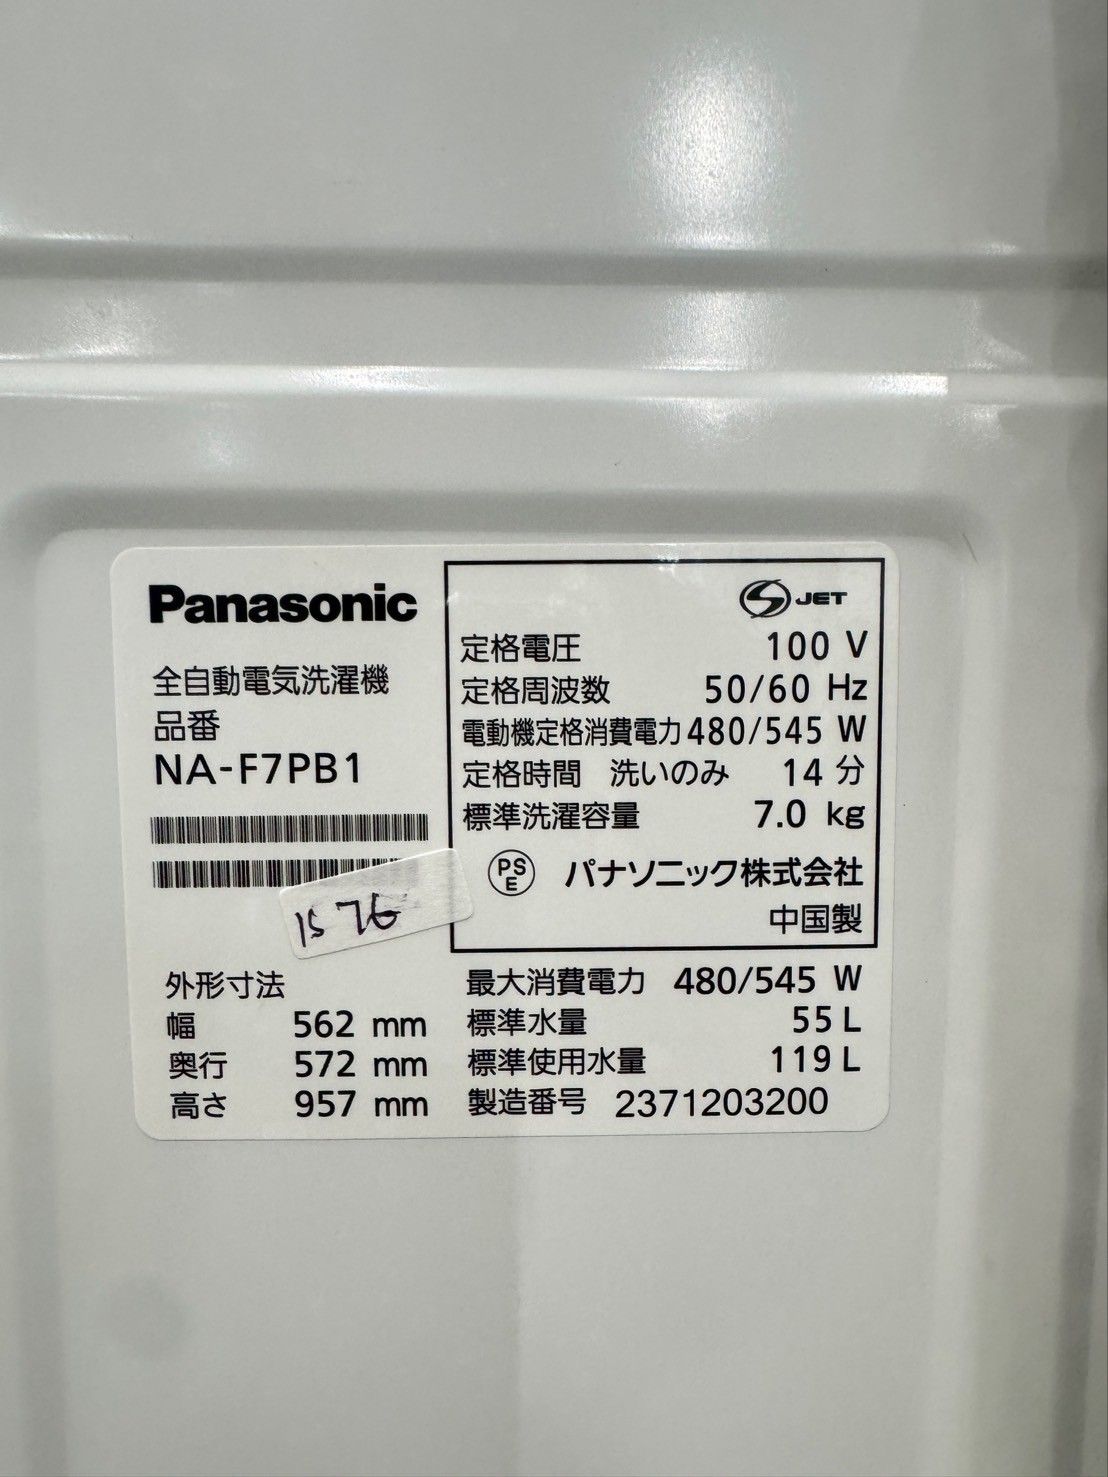 Panasonic
全自動電気洗濯機
品番
NA-F7PB1
JET
定格電圧 100 V
定格周波数 50/60 Hz
電動機定格消費電力 480/545 W
定格時間 洗いのみ 14 分
標準洗濯容量 7.0 kg
PS
E
パナソニック株式会社
中国製
外形寸法
幅 562 mm
奥行 572 mm
高さ 957 mm
最大消費電力 480/545 W
標準水量 55 L
標準使用水量 119 L
製造番号 2371203200